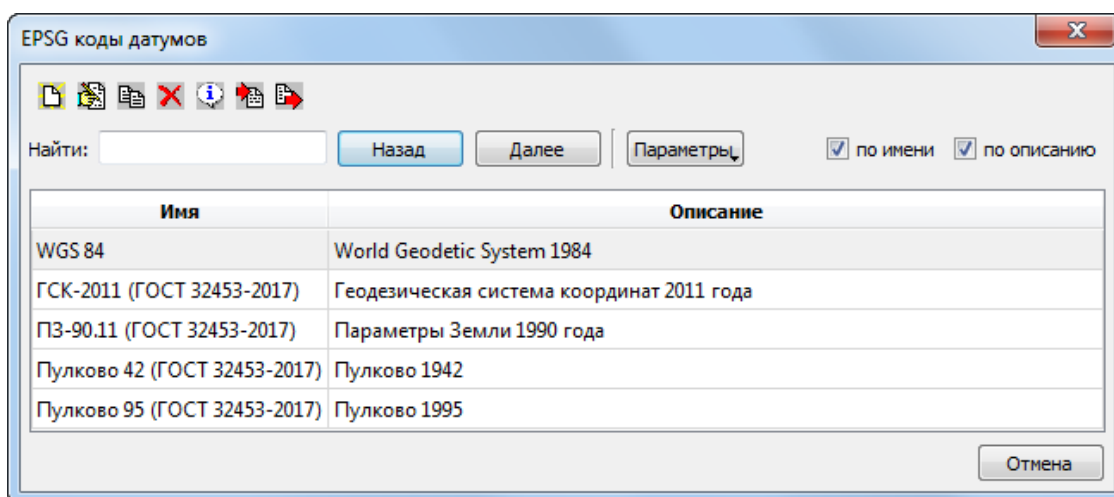 EPSG коды датумов
Найти: Назад Далее Параметры по имени по описанию
Имя Описание
WGS 84 World Geodetic System 1984
ГСК-2011 (ГОСТ 32453-2017) Геодезическая система координат 2011 года
ПЗ-90.11 (ГОСТ 32453-2017) Параметры Земли 1990 года
Пулково 42 (ГОСТ 32453-2017) Пулково 1942
Пулково 95 (ГОСТ 32453-2017) Пулково 1995
Отмена